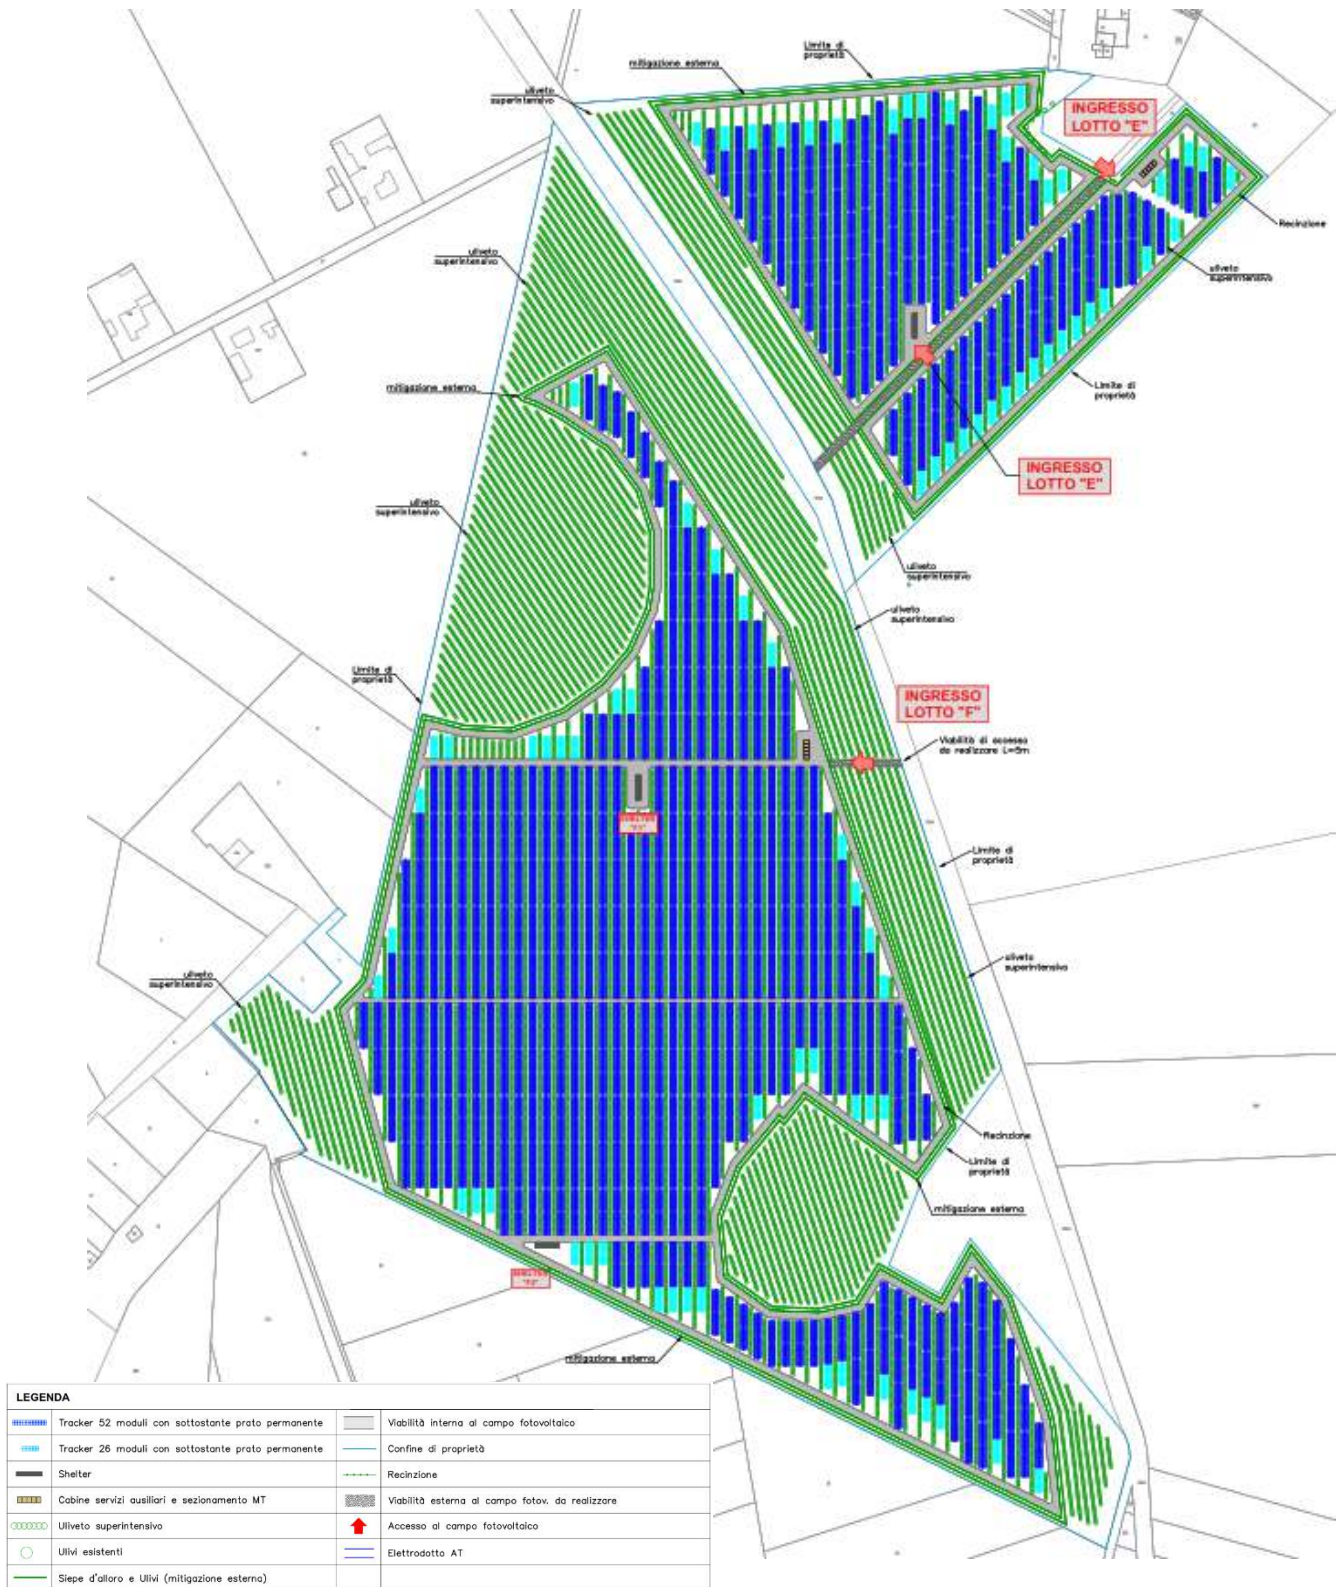 Limite di
proprietà
mitigazione esterna
uliveto
superintensivo
INGRESSO
LOTTO "E"
Recinzione
uliveto
superintensivo
uliveto
superintensivo
mitigazione esterna
Limite di
proprietà
INGRESSO
LOTTO "E"
uliveto
superintensivo
uliveto
superintensivo
uliveto
superintensivo
Limite di
proprietà
INGRESSO
LOTTO "F"
Viabilità di accesso
da realizzare L=5m
Limite di
proprietà
uliveto
superintensivo
uliveto
superintensivo
Recinzione
Limite di
proprietà
mitigazione esterna
mitigazione esterna
LEGENDA
Tracker 52 moduli con sottostante prato permanente
Viabilità interna al campo fotovoltaico
Tracker 26 moduli con sottostante prato permanente
Confine di proprietà
Shelter
Recinzione
Cabine servizi ausiliari e sezionamento MT
Viabilità esterna al campo fotov. da realizzare
Uliveto superintensivo
Accesso al campo fotovoltaico
Ulivi esistenti
Elettrodotto AT
Siepe d'alloro e Ulivi (mitigazione esterna)